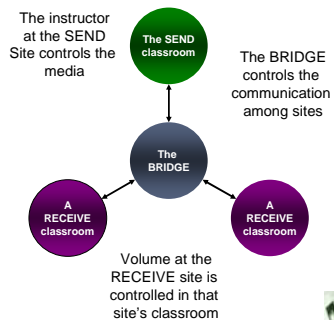 The instructor
at the SEND
Site controls the
media
The SEND
classroom
The BRIDGE
controls the
communication
among sites
The
BRIDGE
A
RECEIVE
classroom
A
RECEIVE
classroom
Volume at the
RECEIVE site is
controlled in that
site's classroom